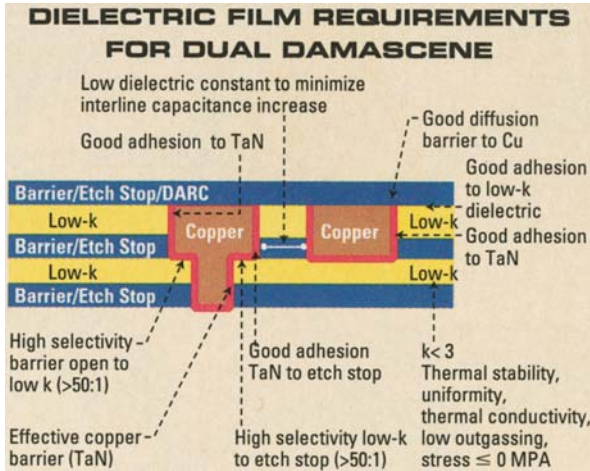 DIELECTRIC FILM REQUIREMENTS
FOR DUAL DAMASCENE
Low dielectric constant to minimize
interline capacitance increase
Good adhesion to TaN
Good diffusion
barrier to Cu
Good adhesion
to low-k
dielectric
Good adhesion
to TaN
Barrier/Etch Stop/DARC
Low-k
Copper
Copper
Low-k
Barrier/Etch Stop
Low-k
Low-k
Barrier/Etch Stop
High selectivity
barrier open to
low k (>50:1)
Good adhesion
TaN to etch stop
k< 3
Thermal stability,
uniformity,
thermal conductivity,
low outgassing,
stress ≤ 0 MPA
Effective copper
barrier (TaN)
High selectivity low-k
to etch stop (>50:1)